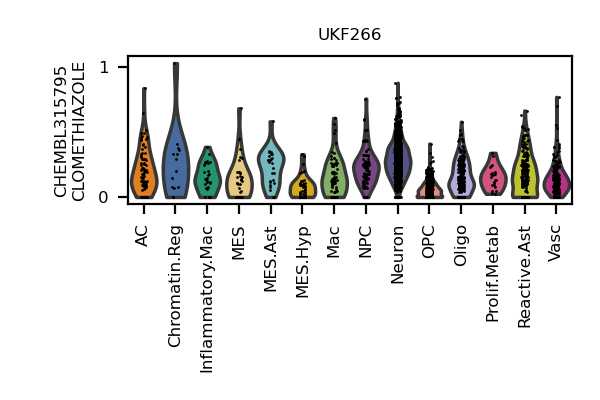 UKF266
CHEMBL315795
CLOMETHIAZOLE
1
0
AC
Chromatin.Reg
Inflammatory.Mac
MES
MES.Ast
MES.Hyp
Mac
NPC
Neuron
OPC
Oligo
Prolif.Metab
Reactive.Ast
Vasc